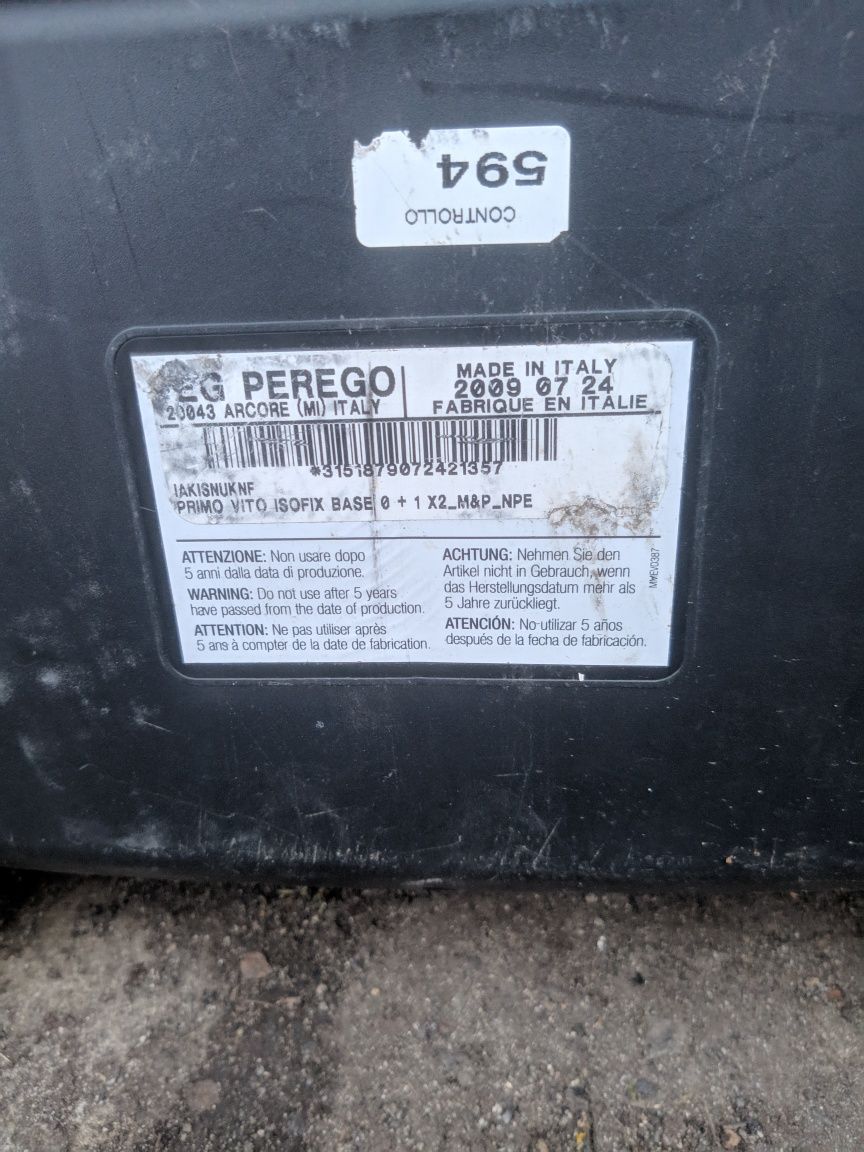 594
CONTROLLO
EG PEREGO
20043 ARCORE (MI) ITALY
MADE IN ITALY
2009 07 24
FABRIQUE EN ITALIE
*3151879072421357
IAKISNUKNF
PRIMO VITO ISOFIX BASE 0 + 1 X2_M&P_NPE
ATTENZIONE: Non usare dopo
5 anni dalla data di produzione.
WARNING: Do not use after 5 years
have passed from the date of production.
ATTENTION: Ne pas utiliser après
5 ans à compter de la date de fabrication.
ACHTUNG: Nehmen Sie den
Artikel nicht in Gebrauch, wenn
das Herstellungsdatum mehr als
5 Jahre zurückliegt.
ATENCIÓN: No utilizar 5 años
después de la fecha de fabricación.